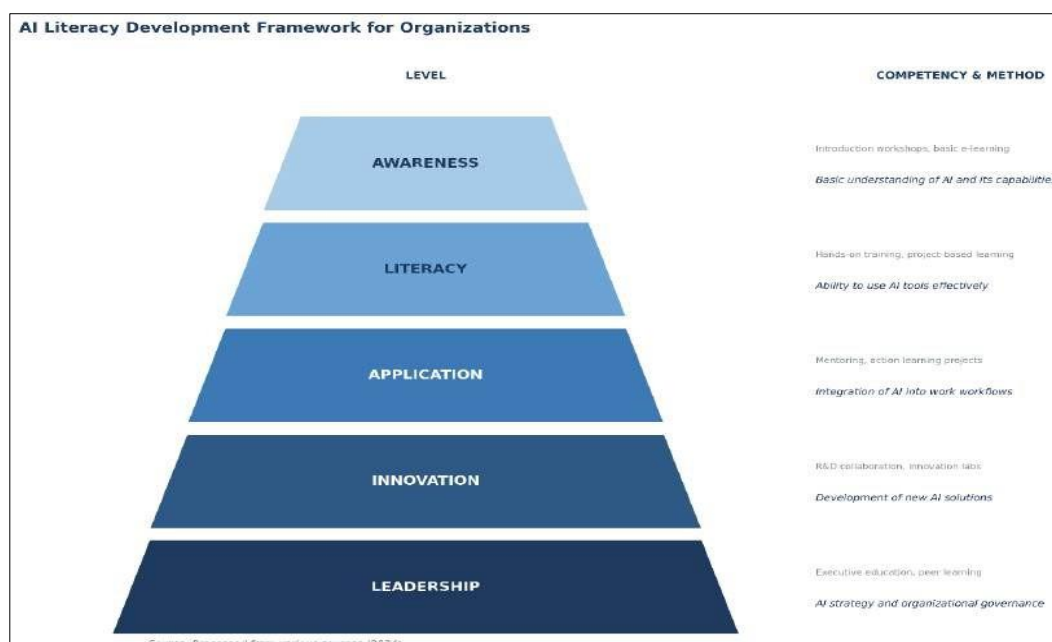 AI Literacy Development Framework for Organizations
LEVEL
COMPETENCY & METHOD
AWARENESS
Introduction workshops, basic e-learning
Basic understanding of AI and its capabilitie
LITERACY
Hands-on training, project-based learning
Ability to use AI tools effectively
APPLICATION
Mentoring, action learning projects
Integration of AI into work workflows
INNOVATION
R&D collaboration, innovation labs
Development of new AI solutions
LEADERSHIP
Executive education, peer learning
AI strategy and organizational governance